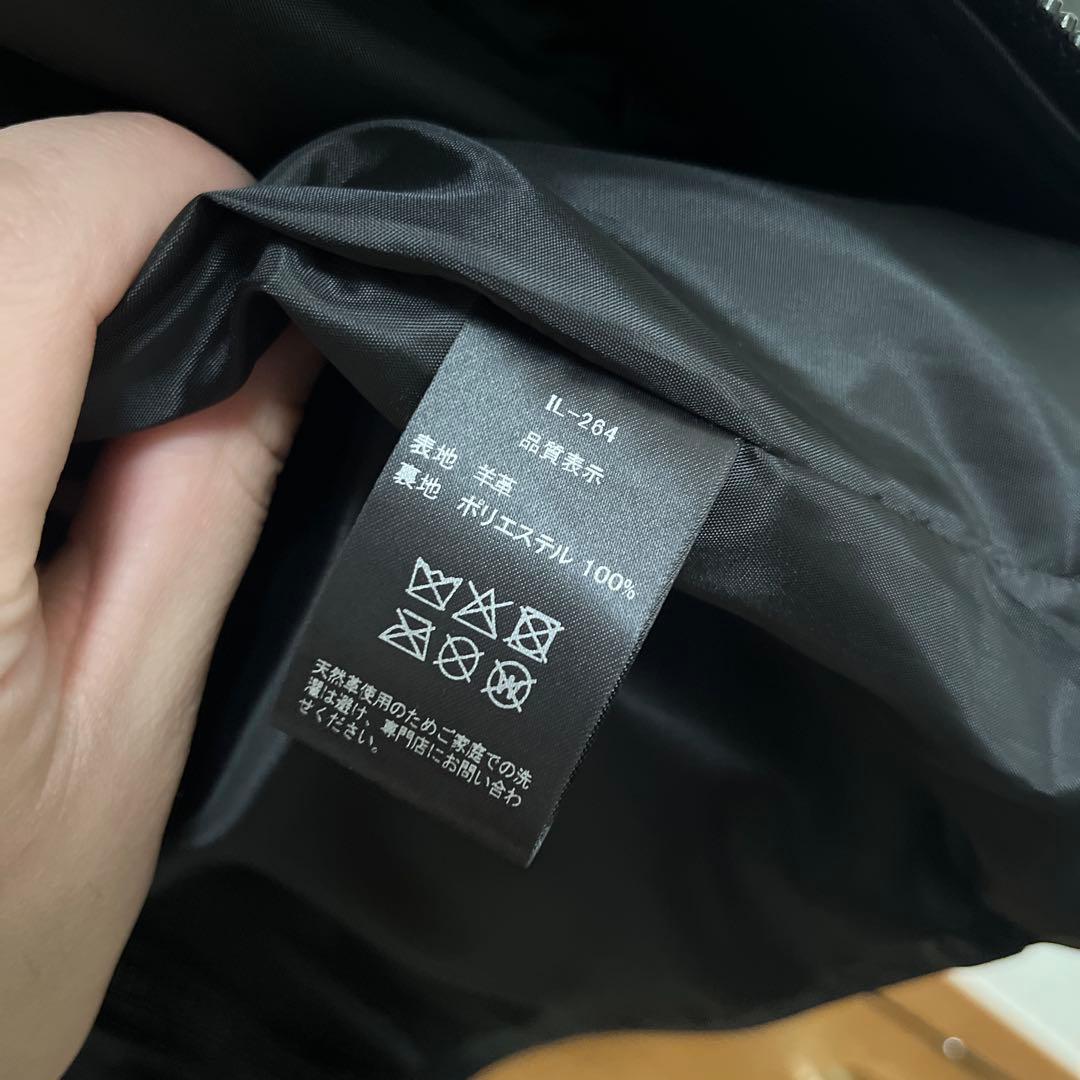 IL-264
品質表示
表地 羊革
裏地 ポリエステル 100%
W
天然革使用のためご家庭での洗
濯は避け、専門店にお問い合わ
せください。